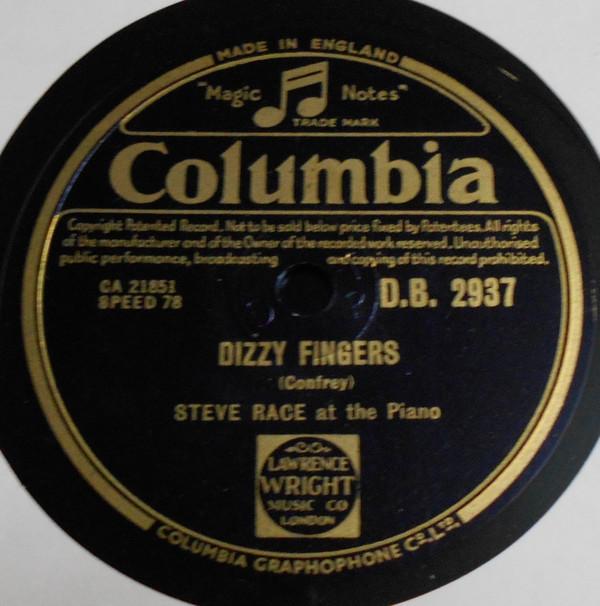 MADE IN ENGLAND
"Magic Notes"
TRADE MARK
Columbia
Copyright Patented Record. Not to be sold below price fixed by Patentees. All rights
of the manufacturer and of the Owner of the recorded work reserved. Unauthorised
public performance, broadcasting and copying of this record prohibited.
CA 21851
SPEED 78
D.B. 2937
DIZZY FINGERS
(Confrey)
STEVE RACE at the Piano
LAWRENCE
WRIGHT
MUSIC CO
LONDON
COLUMBIA GRAPHOPHONE CO. LTD.